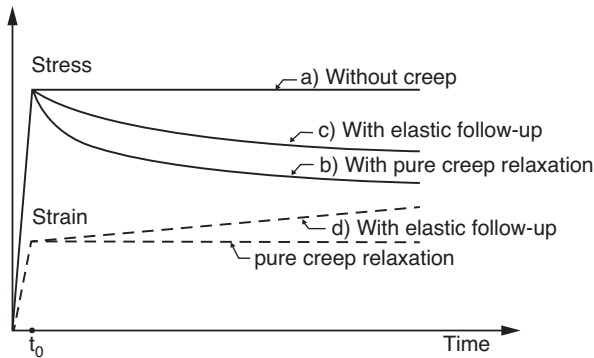 Stress
a) Without creep
c) With elastic follow-up
b) With pure creep relaxation
Strain
d) With elastic follow-up
pure creep relaxation
t0
Time